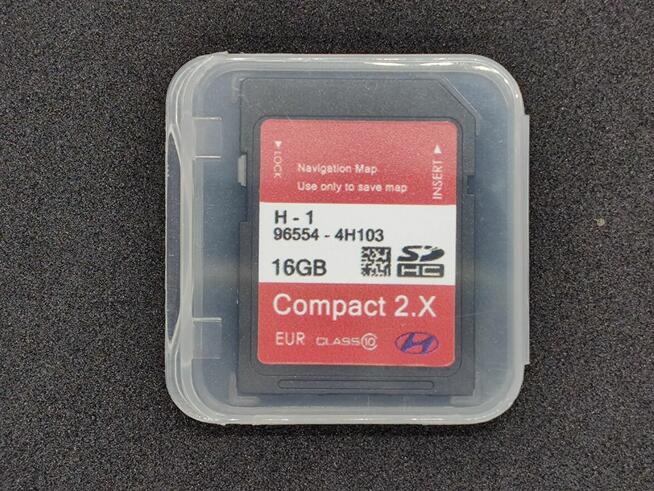 LOCK
Navigation Map
Use only to save map
INSERT
H - 1
96554 - 4H103
16GB
SD
HC
Compact 2.X
EUR CLASS 10